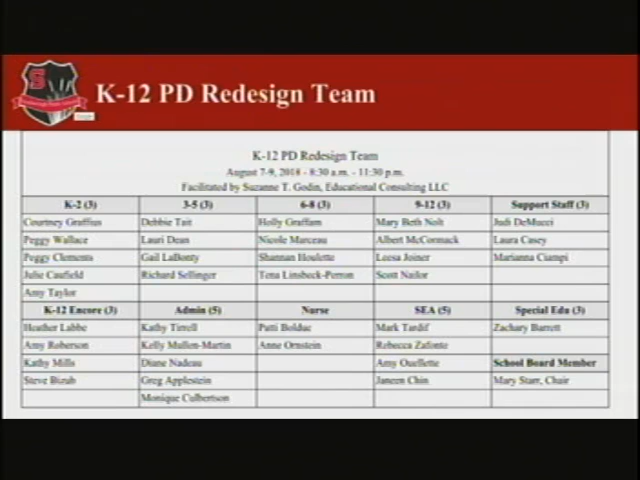 S
K-12 PD Redesign Team
K-12 PD Redesign Team
August 7-9, 2018 - 8:30 a.m. - 11:30 p.m.
Facilitated by Suzanne T. Godin, Educational Consulting LLC
K-2 (3) 3-5 (3) 6-8 (3) 9-12 (3) Support Staff (3)
Courtney Graffius Debbie Tait Holly Graffam Mary Beth Nolt Judi DeMucci
Peggy Wallace Lauri Dean Nicole Marceau Albert McCormack Laura Casey
Peggy Clements Gail LaBonty Shannan Houlette Leesa Joiner Marianna Ciampi
Julie Caufield Richard Sellinger Tena Linsbeck-Perron Scott Nailor
Amy Taylor
K-12 Encore (3) Admin (5) Nurse SEA (5) Special Edu (3)
Heather Labbe Kathy Tirrell Patti Bolduc Mark Tardif Zachary Barrett
Amy Roberson Kelly Mullen-Martin Anne Ornstein Rebecca Zafonte
Kathy Mills Diane Nadeau Amy Ouellette School Board Member
Steve Bizub Greg Applestein Janeen Chin Mary Starr, Chair
Monique Culbertson